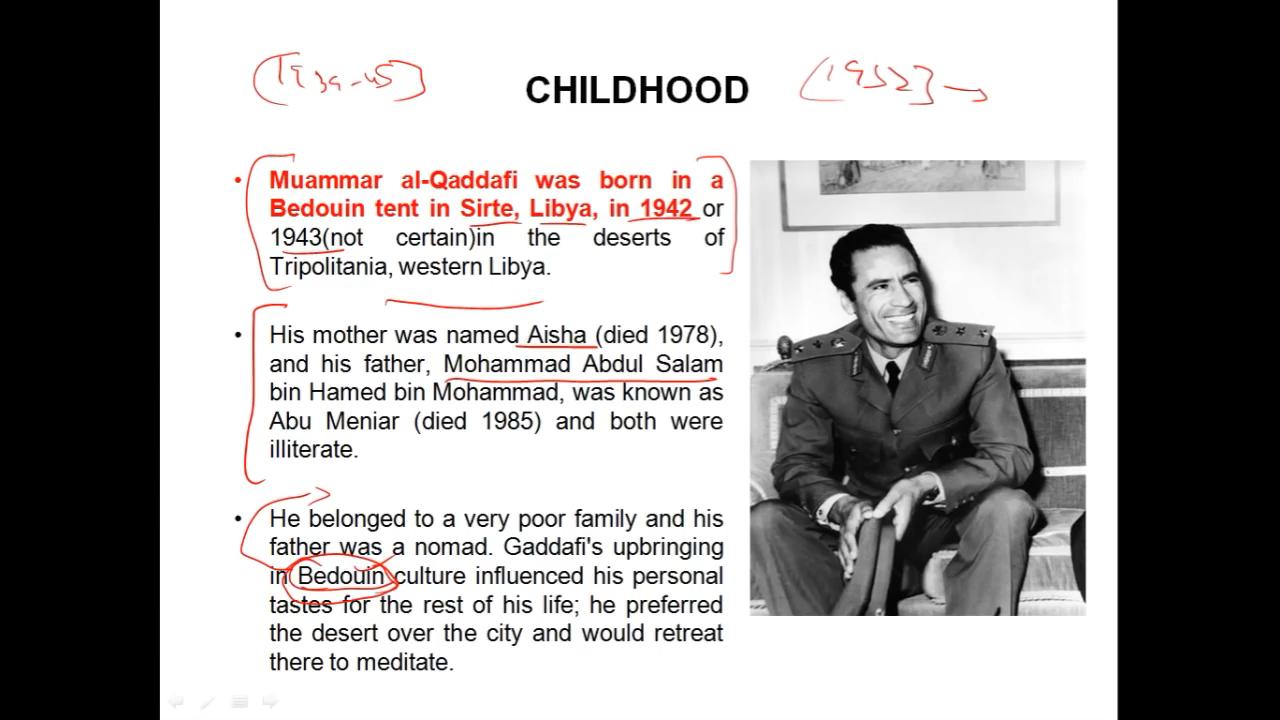 (1939-45)
CHILDHOOD
(1952]
• Muammar al-Qaddafi was born in a
Bedouin tent in Sirte, Libya, in 1942 or
1943(not certain)in the deserts of
Tripolitania, western Libya.
• His mother was named Aisha (died 1978),
and his father, Mohammad Abdul Salam
bin Hamed bin Mohammad, was known as
Abu Meniar (died 1985) and both were
illiterate.
• He belonged to a very poor family and his
father was a nomad. Gaddafi's upbringing
in Bedouin culture influenced his personal
tastes for the rest of his life; he preferred
the desert over the city and would retreat
there to meditate.